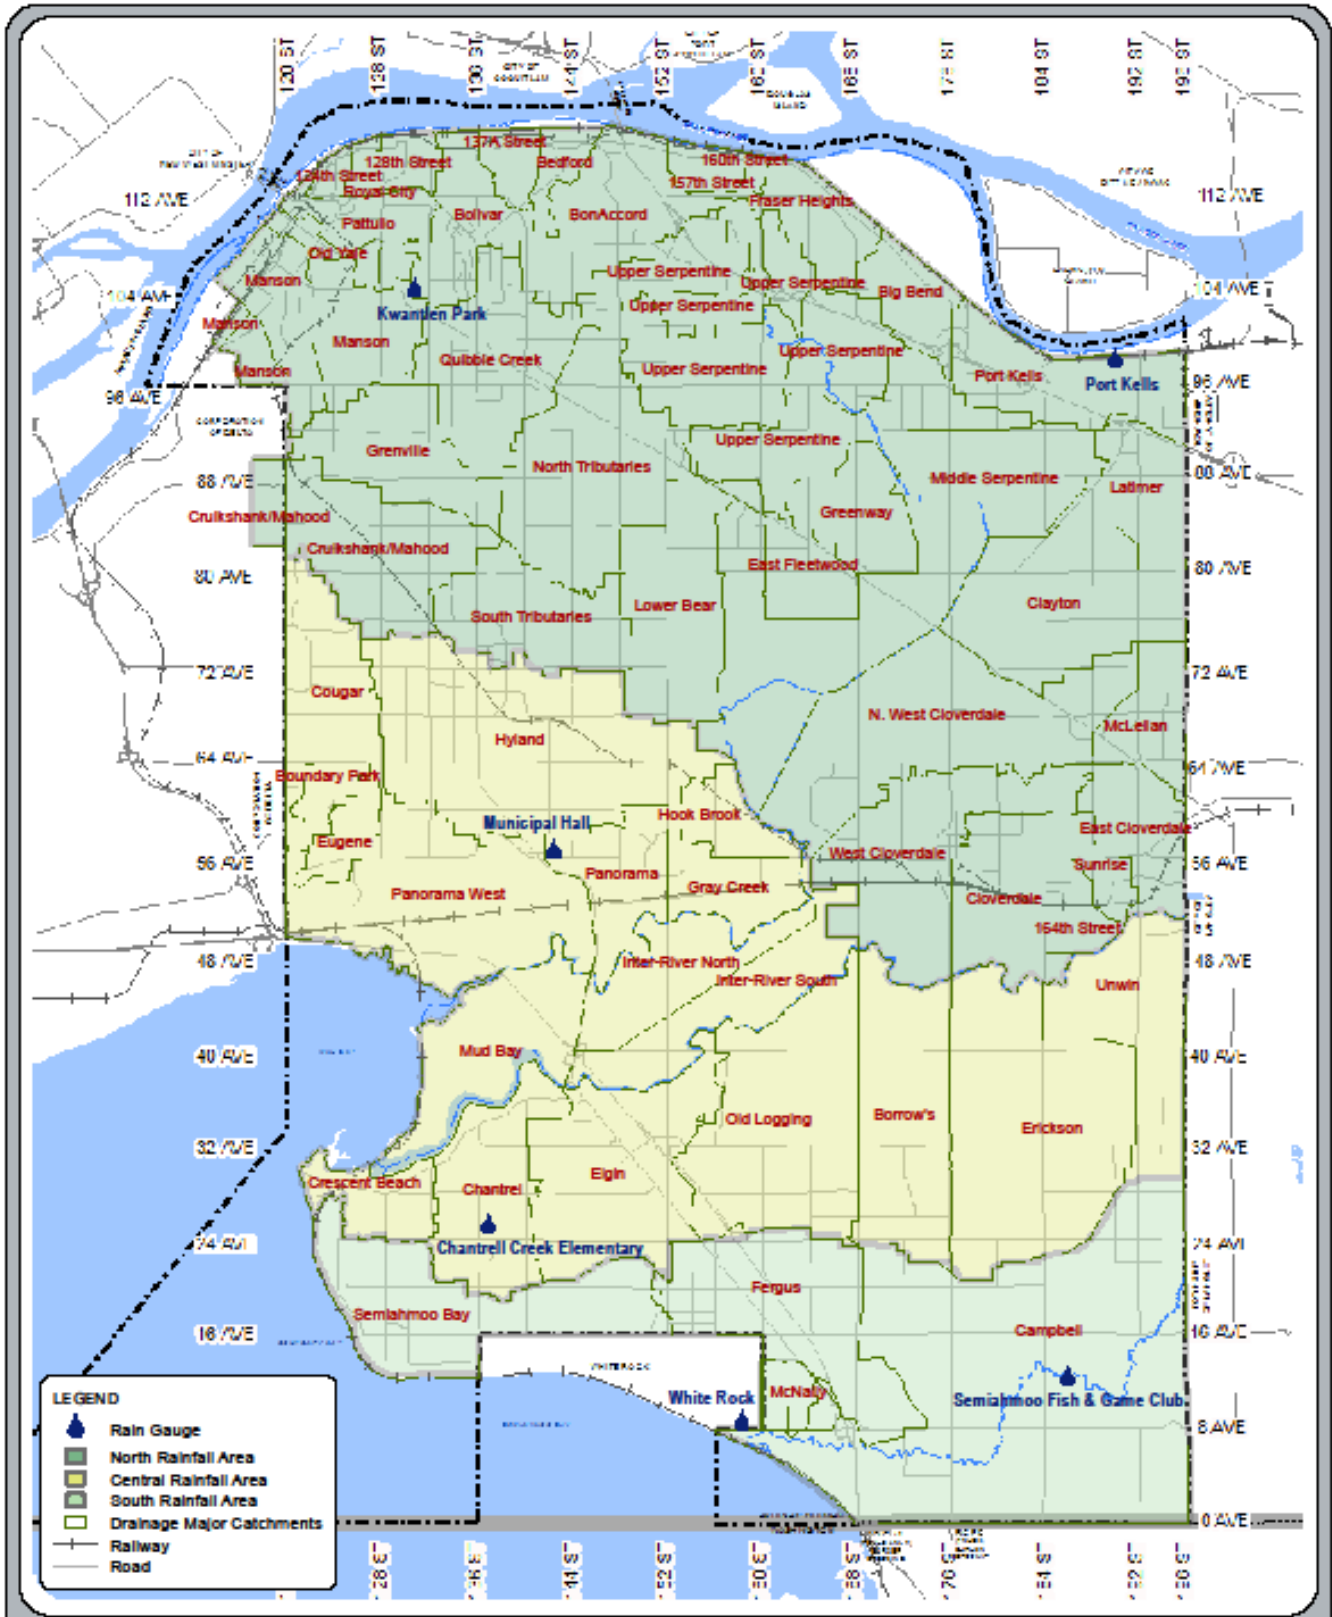 120 ST
128 ST
136 ST
144 ST
152 ST
160 ST
168 ST
176 ST
192 ST
CITY OF
COQUITLAM
DOUGLAS
ISLAND
137A Street
128th Street
Bedford
160th Street
124th Street
157th Street
Royal City
112 AVE
Fraser Heights
112 AVE
Pattullo
Bolivar
BonAccord
Old Yale
Manson
Upper Serpentine
Upper Serpentine
Big Bend
104 AVE
Kwantlen Park
Upper Serpentine
104 AVE
Manson
Manson
Quibble Creek
Upper Serpentine
Manson
Upper Serpentine
Port Kells
Port Kells
96 AVE
96 AVE
CORPORATION
OF DELTA
Grenville
Upper Serpentine
North Tributaries
88 AVE
Middle Serpentine
Latimer
88 AVE
Cruikshank/Mahood
Greenway
Cruikshank/Mahood
East Fleetwood
80 AVE
80 AVE
South Tributaries
Lower Bear
Clayton
72 AVE
72 AVE
Cougar
Hyland
N. West Cloverdale
McLellan
64 AVE
64 AVE
Boundary Park
Hook Brook
Municipal Hall
East Cloverdale
Eugene
West Cloverdale
56 AVE
Sunrise
56 AVE
Panorama
Panorama West
Gray Creek
Cloverdale
164th Street
48 AVE
Inter-River North
48 AVE
Inter-River South
Unwin
40 AVE
Mud Bay
40 AVE
Old Logging
Borrow's
Erickson
32 AVE
32 AVE
Crescent Beach
Chantrel
Elgin
24 AVE
Chantrell Creek Elementary
24 AVE
Fergus
Semiahmoo Bay
16 AVE
Campbell
16 AVE
WHITE ROCK
McNally
White Rock
Semiahmoo Fish & Game Club
8 AVE
0 AVE
LEGEND
Rain Gauge
North Rainfall Area
Central Rainfall Area
South Rainfall Area
Drainage Major Catchments
Railway
Road